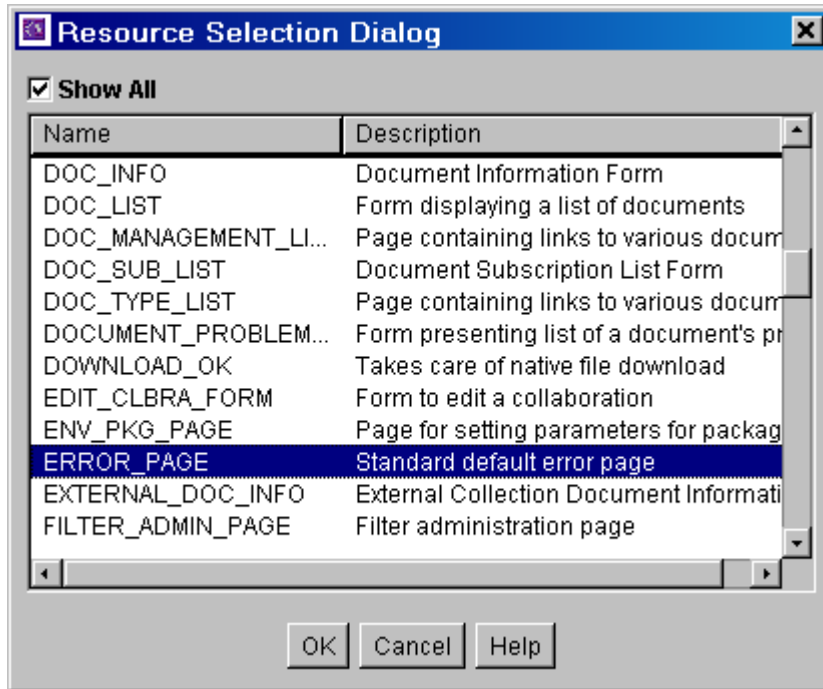 Resource Selection Dialog
Show All
Name Description
DOC_INFO Document Information Form
DOC_LIST Form displaying a list of documents
DOC_MANAGEMENT_LI... Page containing links to various docum
DOC_SUB_LIST Document Subscription List Form
DOC_TYPE_LIST Page containing links to various docum
DOCUMENT_PROBLEM... Form presenting list of a document's pr
DOWNLOAD_OK Takes care of native file download
EDIT_CLBRA_FORM Form to edit a collaboration
ENV_PKG_PAGE Page for setting parameters for packag
ERROR_PAGE Standard default error page
EXTERNAL_DOC_INFO External Collection Document Informati
FILTER_ADMIN_PAGE Filter administration page
OK Cancel Help